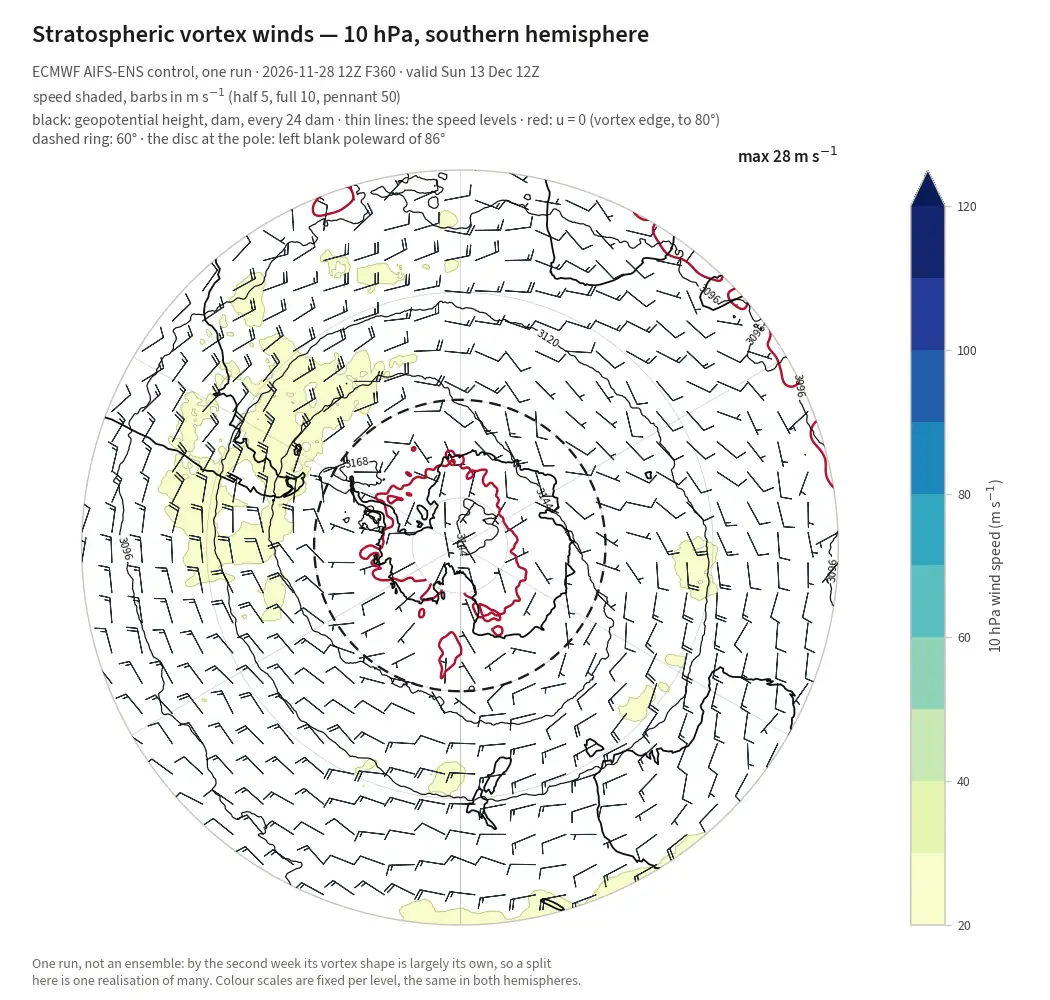 Stratospheric vortex winds — 10 hPa, southern hemisphere
ECMWF AIFS-ENS control, one run · 2026-11-28 12Z F360 · valid Sun 13 Dec 12Z
speed shaded, barbs in m s⁻¹ (half 5, full 10, pennant 50)
black: geopotential height, dam, every 24 dam · thin lines: the speed levels · red: u = 0 (vortex edge, to 80°)
dashed ring: 60° · the disc at the pole: left blank poleward of 86°
max 28 m s⁻¹
120
100
80
60
40
20
10 hPa wind speed (m s⁻¹)
3096
3096
3096
3120
3168
3144
3144
3096
3096
One run, not an ensemble: by the second week its vortex shape is largely its own, so a split
here is one realisation of many. Colour scales are fixed per level, the same in both hemispheres.